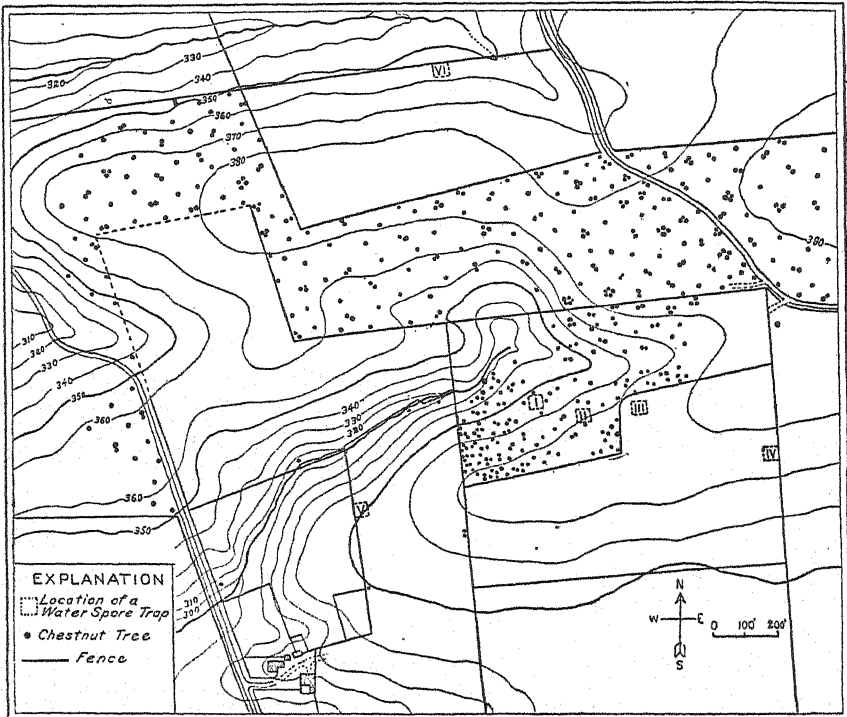 330
320
340
VI
350
360
370
380
380
310
320
330
340
350
360
340
330
320
I
II
III
IV
360
350
V
310
300
EXPLANATION
Location of a
Water Spore Trap
Chestnut Tree
Fence
N
W E
S
0 100' 200'